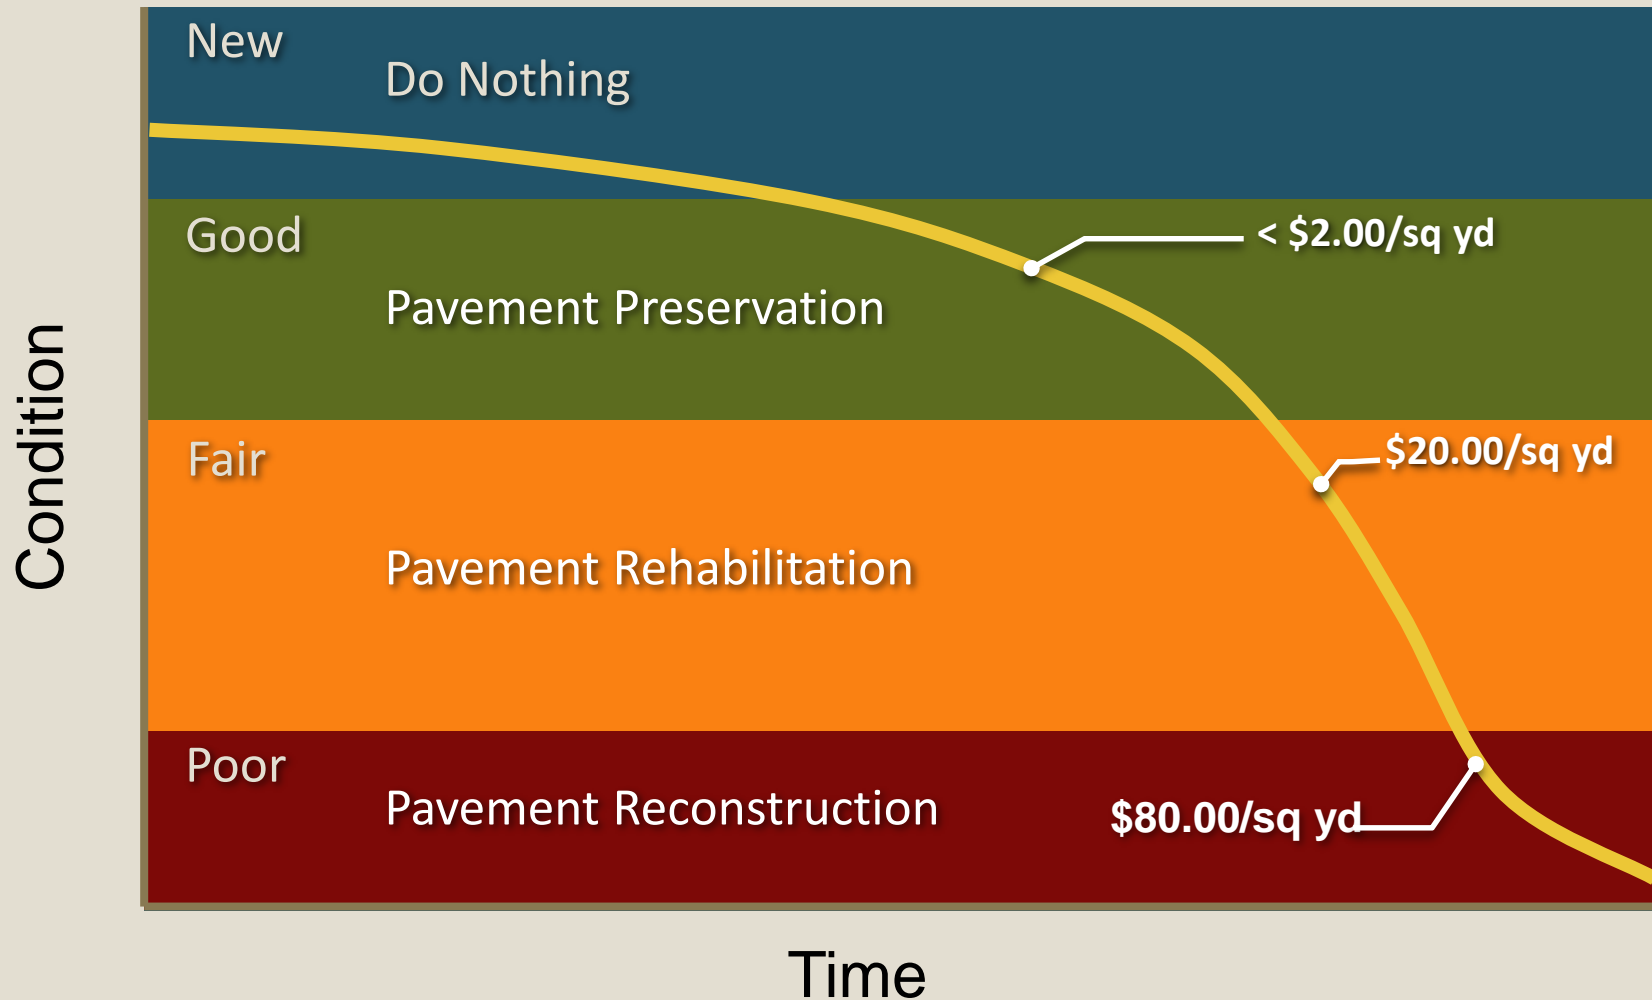 New
Do Nothing
Good
< $2.00/sq yd
Pavement Preservation
Condition
Fair
$20.00/sq yd
Pavement Rehabilitation
Poor
Pavement Reconstruction
$80.00/sq yd
Time